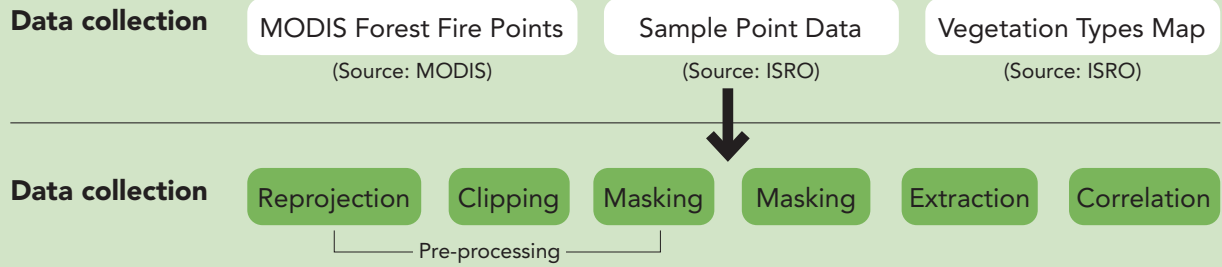 Data collection
MODIS Forest Fire Points
Sample Point Data
Vegetation Types Map
(Source: MODIS)
(Source: ISRO)
(Source: ISRO)
Data collection
Reprojection
Clipping
Masking
Masking
Extraction
Correlation
Pre-processing